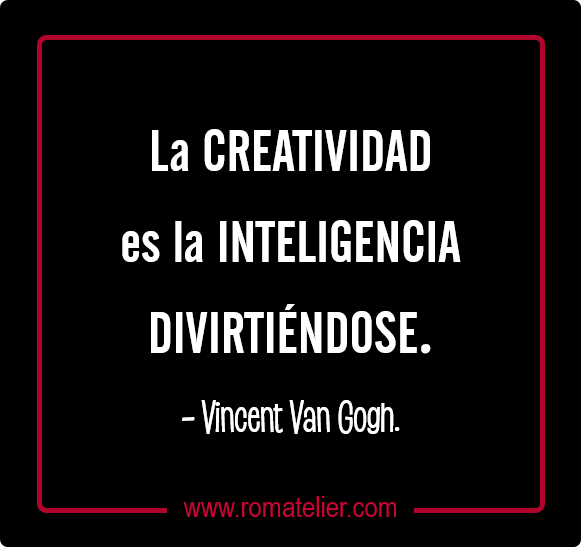 La CREATIVIDAD
es la INTELIGENCIA
DIVIRTIÉNDOSE.
– Vincent Van Gogh.
www.romatelier.com